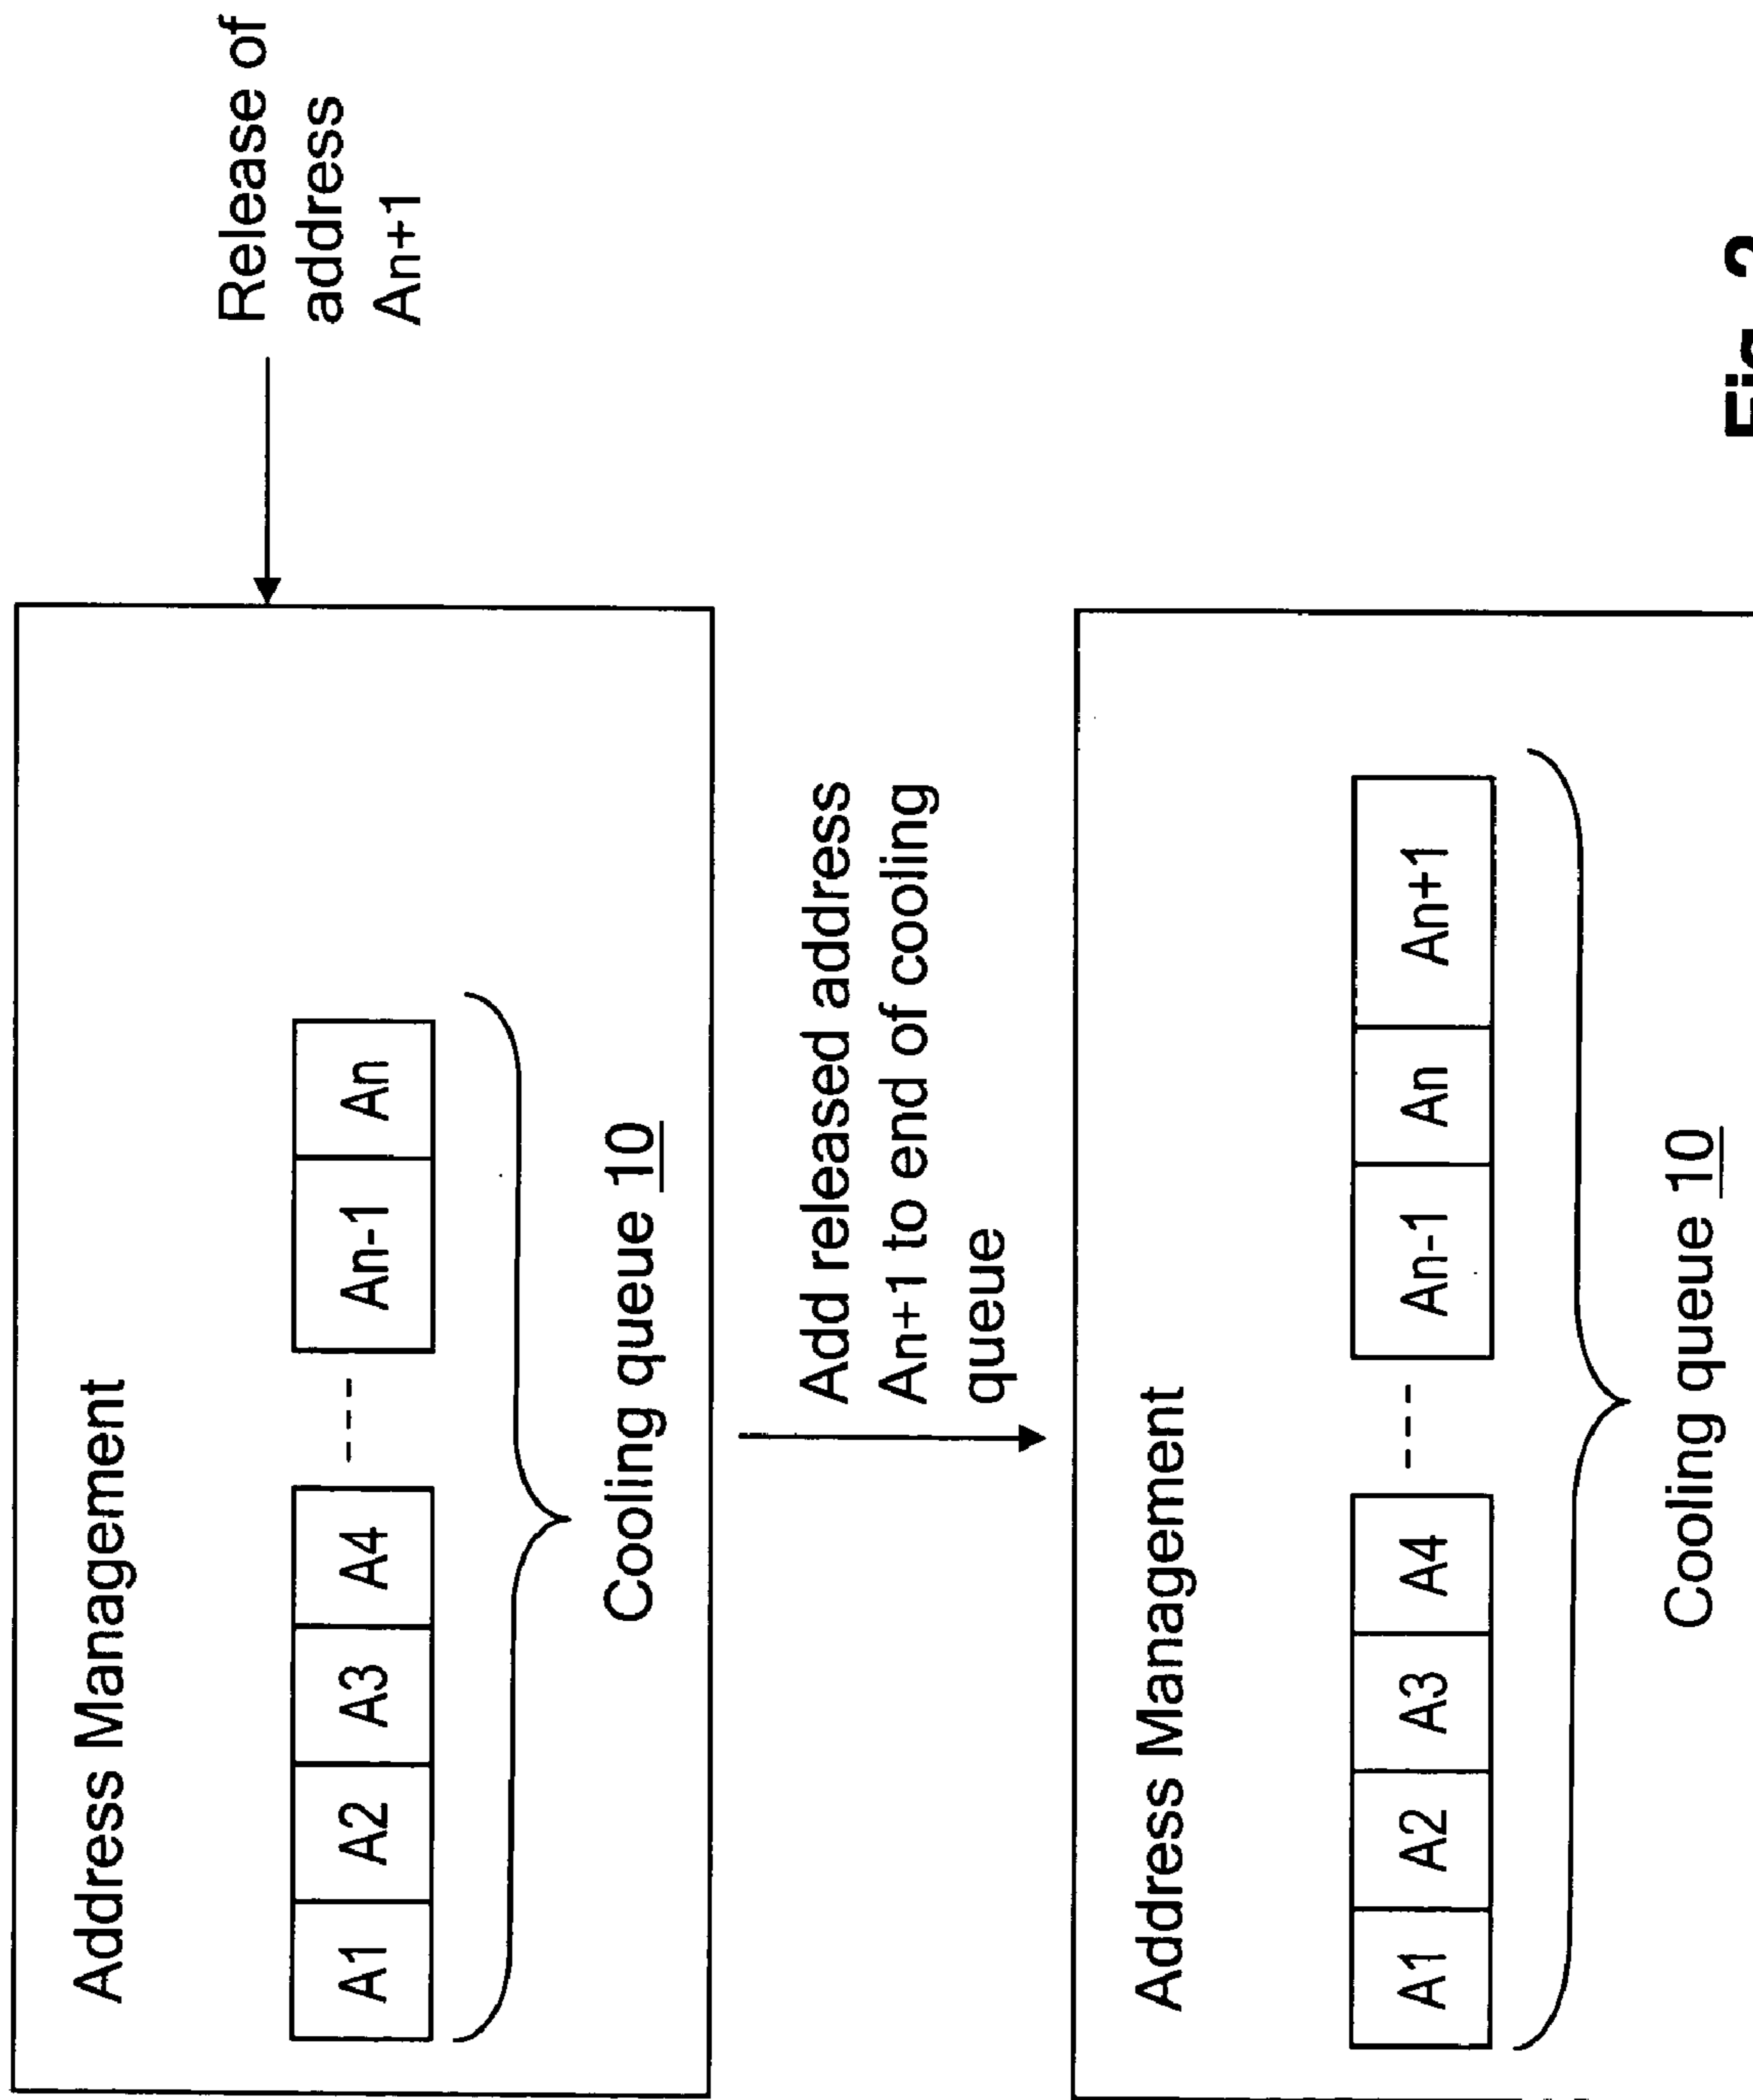 Address Management
Release of
address
An+1
A1 A2 A3 A4 ---- An-1 An
Cooling queue 10
Add released address
An+1 to end of cooling
queue
Address Management
A1 A2 A3 A4 ---- An-1 An An+1
Cooling queue 10